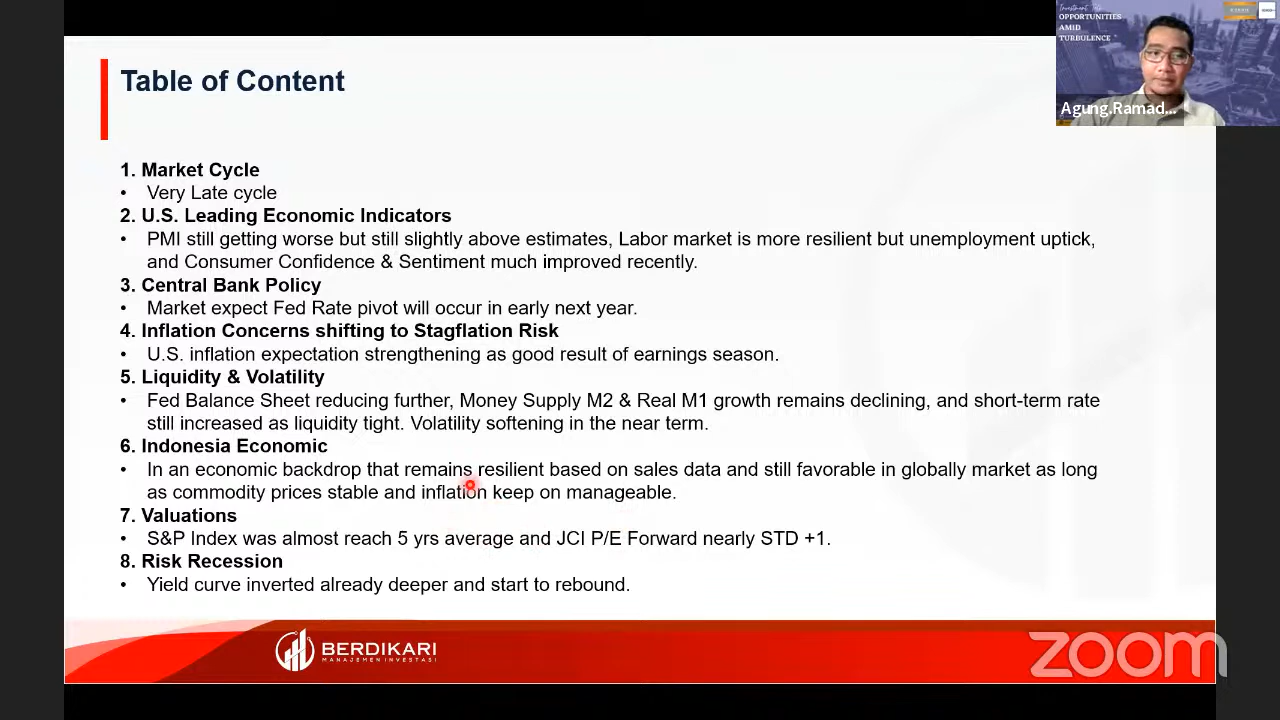 Table of Content
1. Market Cycle
• Very Late cycle
2. U.S. Leading Economic Indicators
• PMI still getting worse but still slightly above estimates, Labor market is more resilient but unemployment uptick,
and Consumer Confidence & Sentiment much improved recently.
3. Central Bank Policy
• Market expect Fed Rate pivot will occur in early next year.
4. Inflation Concerns shifting to Stagflation Risk
• U.S. inflation expectation strengthening as good result of earnings season.
5. Liquidity & Volatility
• Fed Balance Sheet reducing further, Money Supply M2 & Real M1 growth remains declining, and short-term rate
still increased as liquidity tight. Volatility softening in the near term.
6. Indonesia Economic
• In an economic backdrop that remains resilient based on sales data and still favorable in globally market as long
as commodity prices stable and inflation keep on manageable.
7. Valuations
• S&P Index was almost reach 5 yrs average and JCI P/E Forward nearly STD +1.
8. Risk Recession
• Yield curve inverted already deeper and start to rebound.
BERDIKARI
MANAJEMEN INVESTASI
zoom
Investment Talk
OPPORTUNITIES
AMID
TURBULENCE
Agung.Ramad...